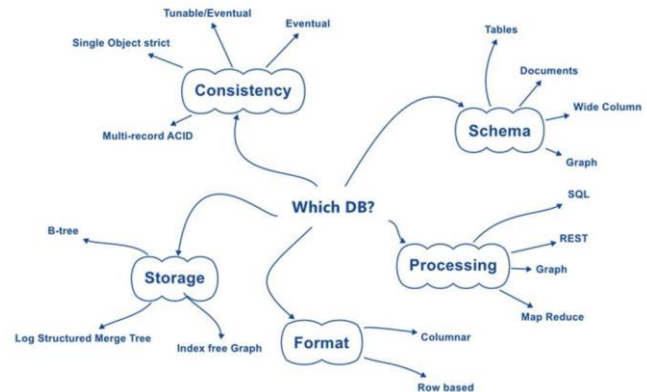 Tunable/Eventual
Eventual
Single Object strict
Consistency
Multi-record ACID
Tables
Documents
Wide Column
Schema
Graph
Which DB?
SQL
REST
Processing
Graph
Map Reduce
B-tree
Storage
Log Structured Merge Tree
Index free Graph
Format
Columnar
Row based